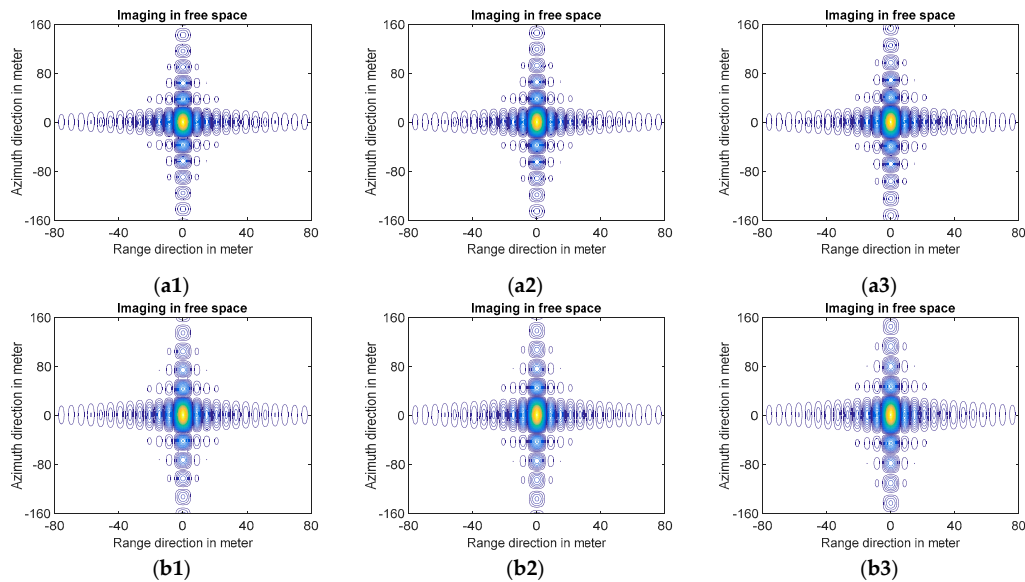 Imaging in free space
Imaging in free space
Imaging in free space
Azimuth direction in meter
160
80
0
-80
-160
-80
-40
0
40
80
Range direction in meter
Azimuth direction in meter
160
80
0
-80
-160
-80
-40
0
40
80
Range direction in meter
Azimuth direction in meter
160
80
0
-80
-160
-80
-40
0
40
80
Range direction in meter
(a1)
(a2)
(a3)
Imaging in free space
Imaging in free space
Imaging in free space
Azimuth direction in meter
160
80
0
-80
-160
-80
-40
0
40
80
Range direction in meter
Azimuth direction in meter
160
80
0
-80
-160
-80
-40
0
40
80
Range direction in meter
Azimuth direction in meter
160
80
0
-80
-160
-80
-40
0
40
80
Range direction in meter
(b1)
(b2)
(b3)